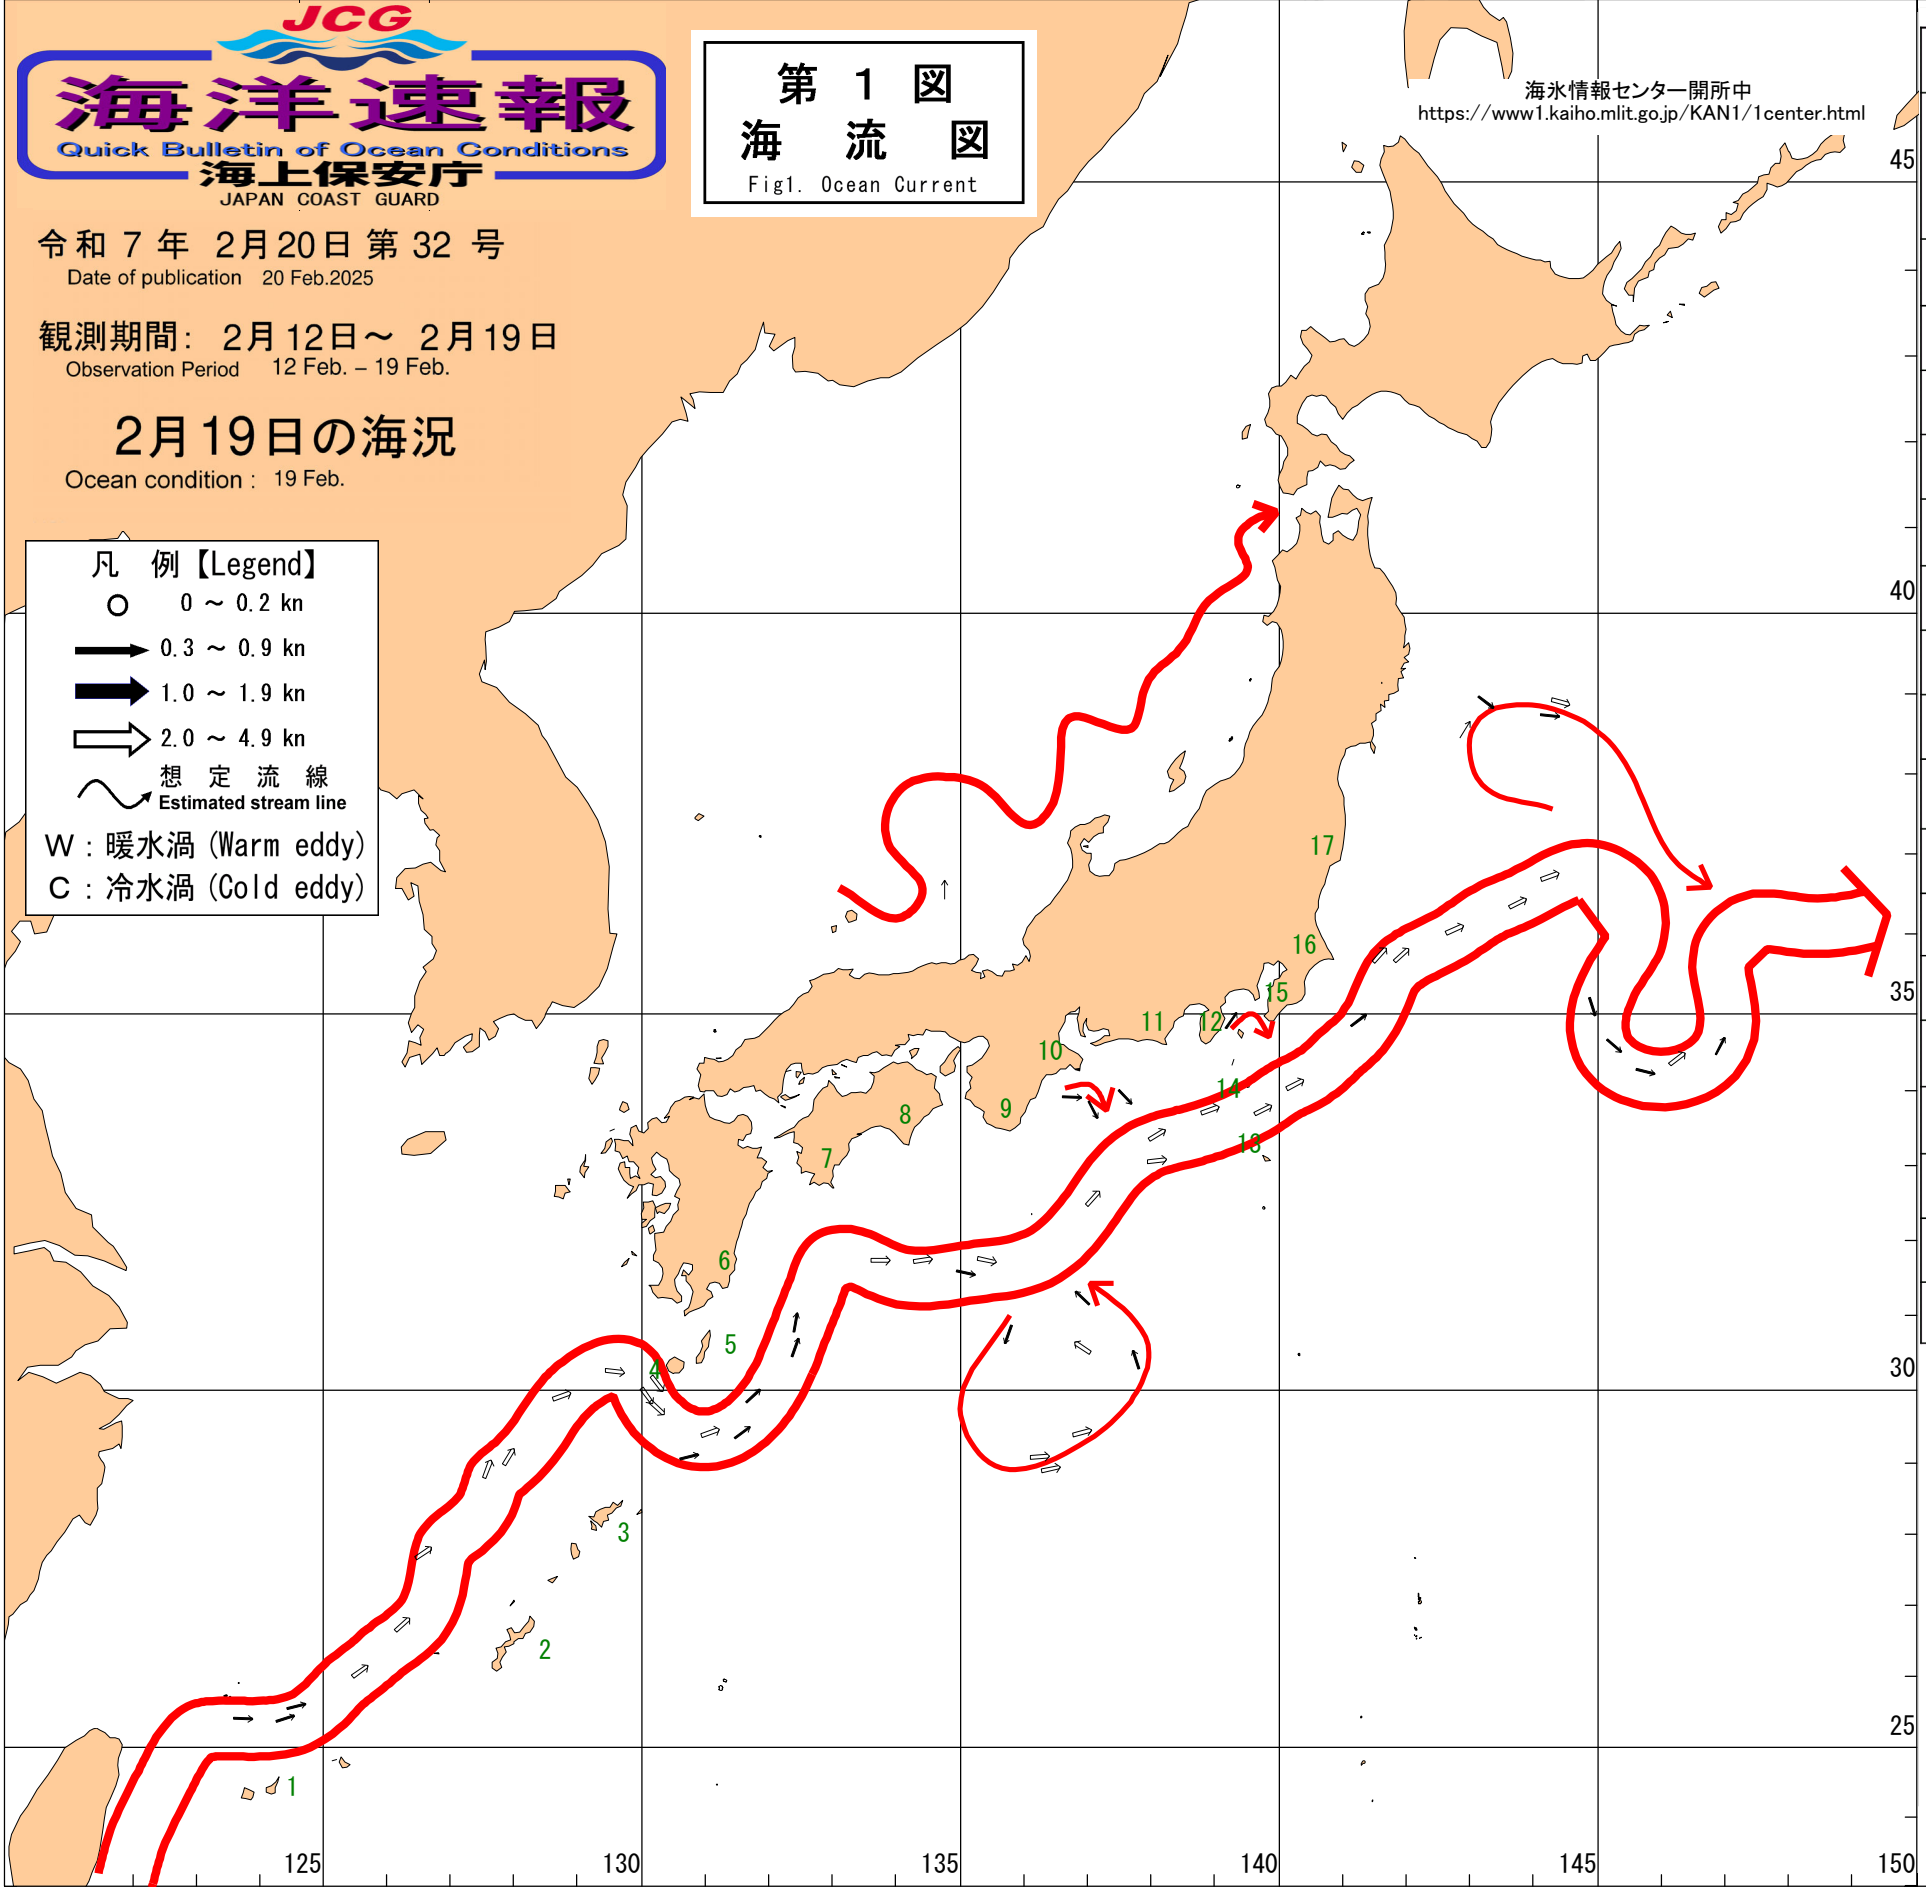 JCG
海洋速報
Quick Bulletin of Ocean Conditions
海上保安庁
JAPAN COAST GUARD
令和 7 年 2月20日 第 32 号
Date of publication 20 Feb.2025
観測期間: 2月12日～ 2月19日
Observation Period 12 Feb. – 19 Feb.
2月19日の海況
Ocean condition : 19 Feb.
第 1 図
海 流 図
Fig1. Ocean Current
海氷情報センター開所中
https://www1.kaiho.mlit.go.jp/KAN1/1center.html
凡 例【Legend】
0 ～ 0.2 kn
0.3 ～ 0.9 kn
1.0 ～ 1.9 kn
2.0 ～ 4.9 kn
想 定 流 線
Estimated stream line
W : 暖水渦 (Warm eddy)
C : 冷水渦 (Cold eddy)
45
40
35
30
25
17
16
15
14
13
12
11
10
9
8
7
6
5
4
3
2
1
125
130
135
140
145
150